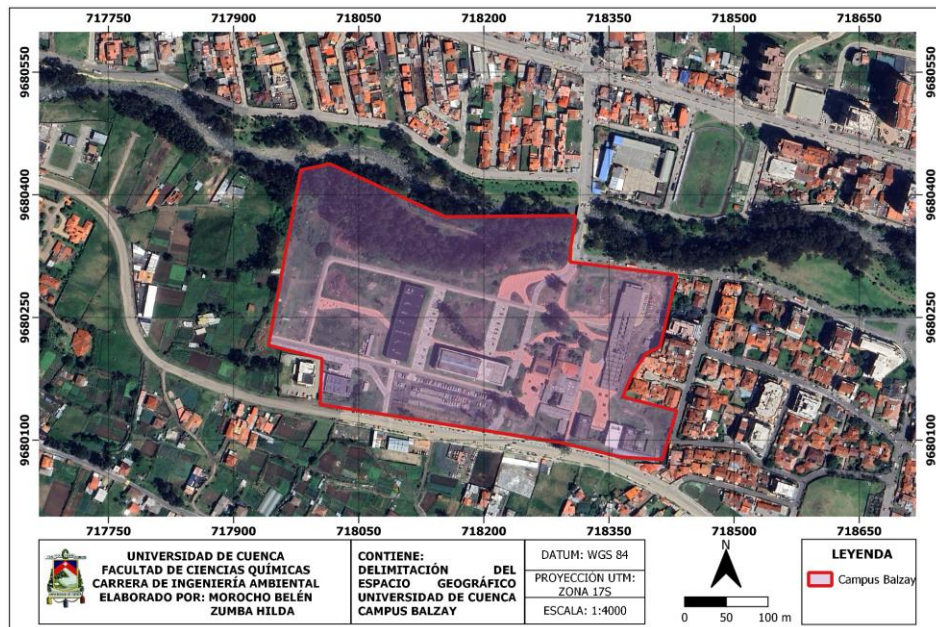 717750 717900 718050 718200 718350 718500 718650
9680550 9680550
9680400 9680400
9680250 9680250
9680100 9680100
717750 717900 718050 718200 718350 718500 718650
UNIVERSIDAD DE CUENCA
FACULTAD DE CIENCIAS QUÍMICAS
CARRERA DE INGENIERÍA AMBIENTAL
ELABORADO POR: MOROCHO BELÉN
ZUMBA HILDA
CONTIENE:
DELIMITACIÓN DEL
ESPACIO GEOGRÁFICO
UNIVERSIDAD DE CUENCA
CAMPUS BALZAY
DATUM: WGS 84
PROYECCIÓN UTM:
ZONA 17S
ESCALA: 1:4000
N
0 50 100 m
LEYENDA
Campus Balzay